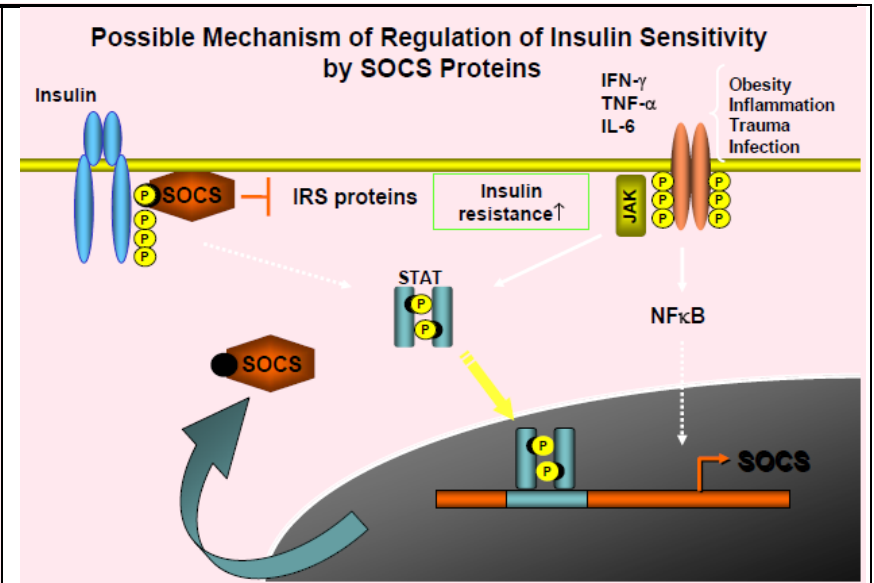 Possible Mechanism of Regulation of Insulin Sensitivity
by SOCS Proteins
Insulin
IFN-γ
TNF-α
IL-6
Obesity
Inflammation
Trauma
Infection
P
SOCS
P
P
P
IRS proteins
Insulin
resistance↑
JAK
P
P
P
P
P
P
STAT
P
P
NFκB
SOCS
P
P
SOCS